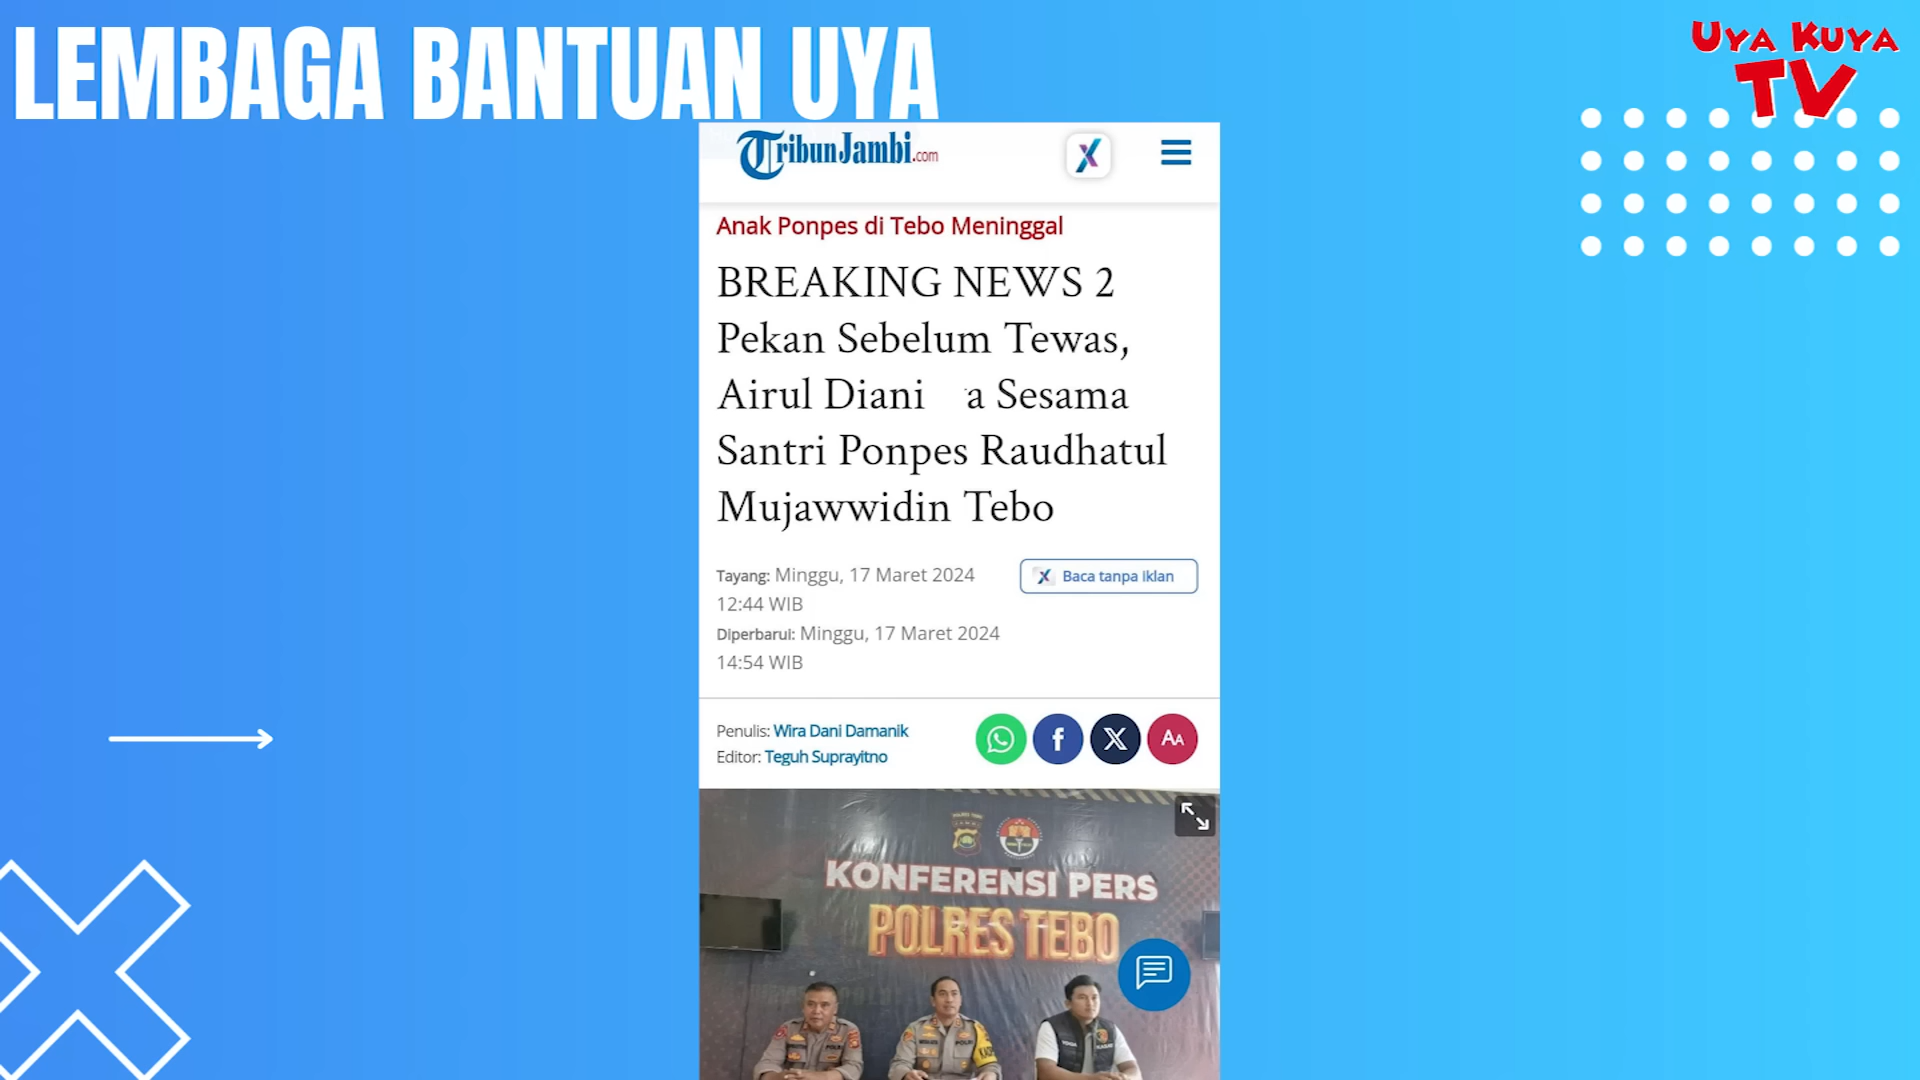 LEMBAGA BANTUAN UYA
UYA KUYA
TV
TribunJambi.com
Anak Ponpes di Tebo Meninggal
BREAKING NEWS 2
Pekan Sebelum Tewas,
Airul Diani a Sesama
Santri Ponpes Raudhatul
Mujawwidin Tebo
Tayang: Minggu, 17 Maret 2024
12:44 WIB
Baca tanpa iklan
Diperbarui: Minggu, 17 Maret 2024
14:54 WIB
Penulis: Wira Dani Damanik
Editor: Teguh Suprayitno
AA
KONFERENSI PERS
POLRES TEBO